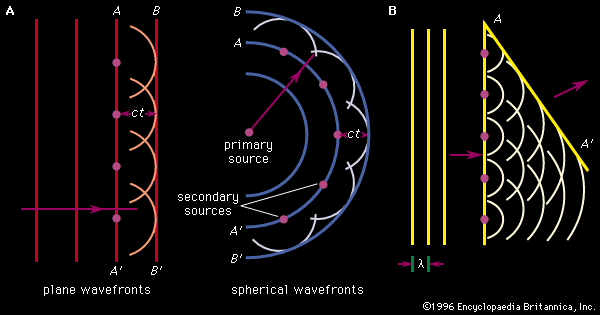 A
A
B
ct
A'
B'
plane wavefronts
B
A
ct
primary
source
secondary
sources
A'
B'
spherical wavefronts
B
A
A'
λ
©1996 Encyclopaedia Britannica, Inc.